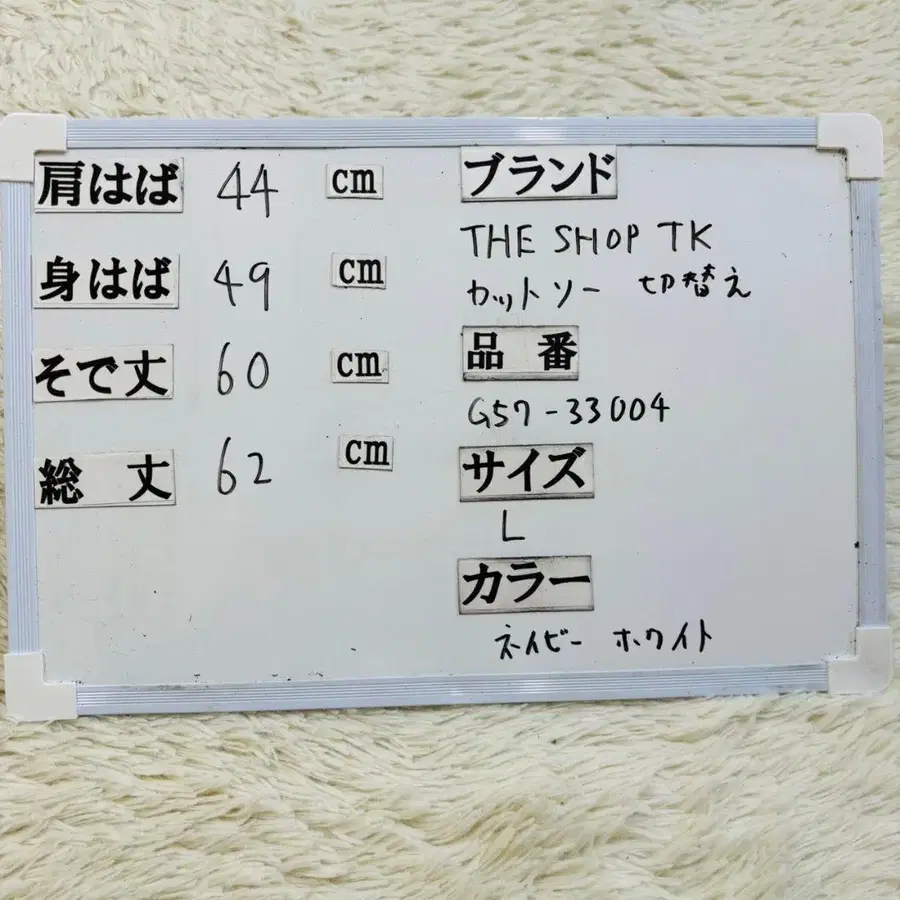 肩はば 44 cm
身はば 49 cm
そで丈 60 cm
総 丈 62 cm
ブランド
THE SHOP TK
カットソー 切替え
品 番
G57-33004
サイズ
L
カラー
ネイビー ホワイト